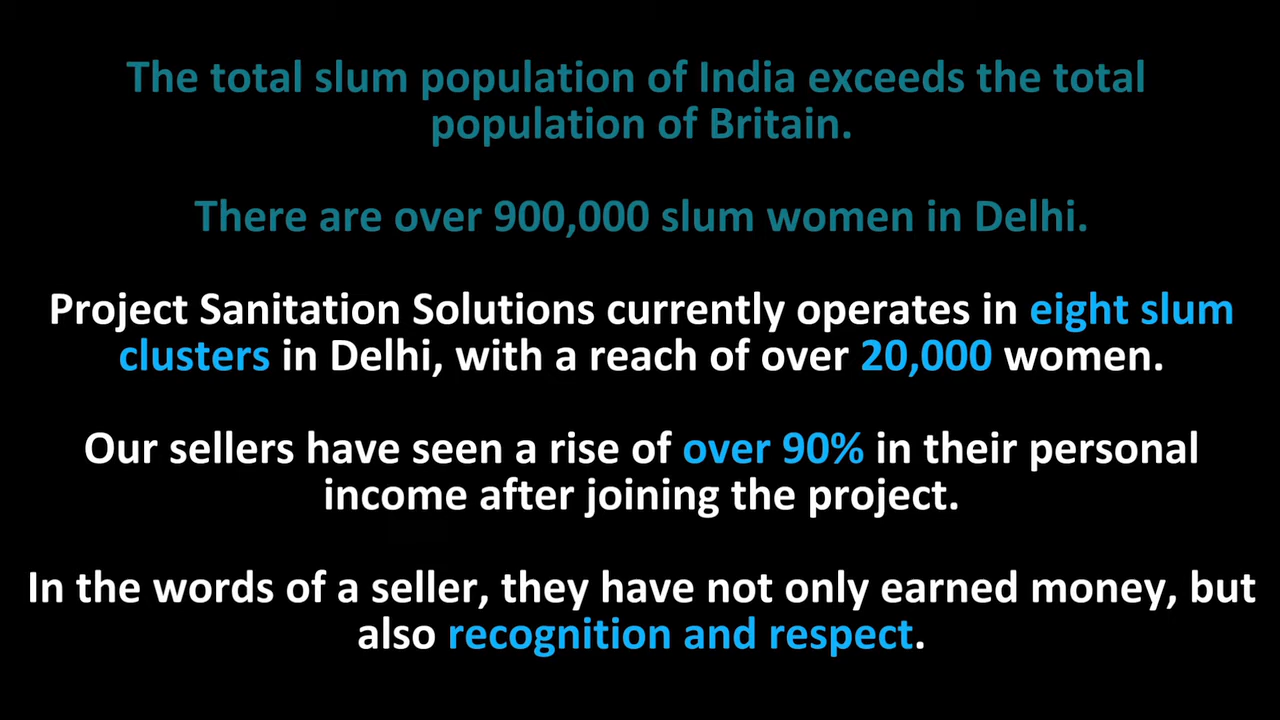 The total slum population of India exceeds the total
population of Britain.
There are over 900,000 slum women in Delhi.
Project Sanitation Solutions currently operates in eight slum
clusters in Delhi, with a reach of over 20,000 women.
Our sellers have seen a rise of over 90% in their personal
income after joining the project.
In the words of a seller, they have not only earned money, but
also recognition and respect.